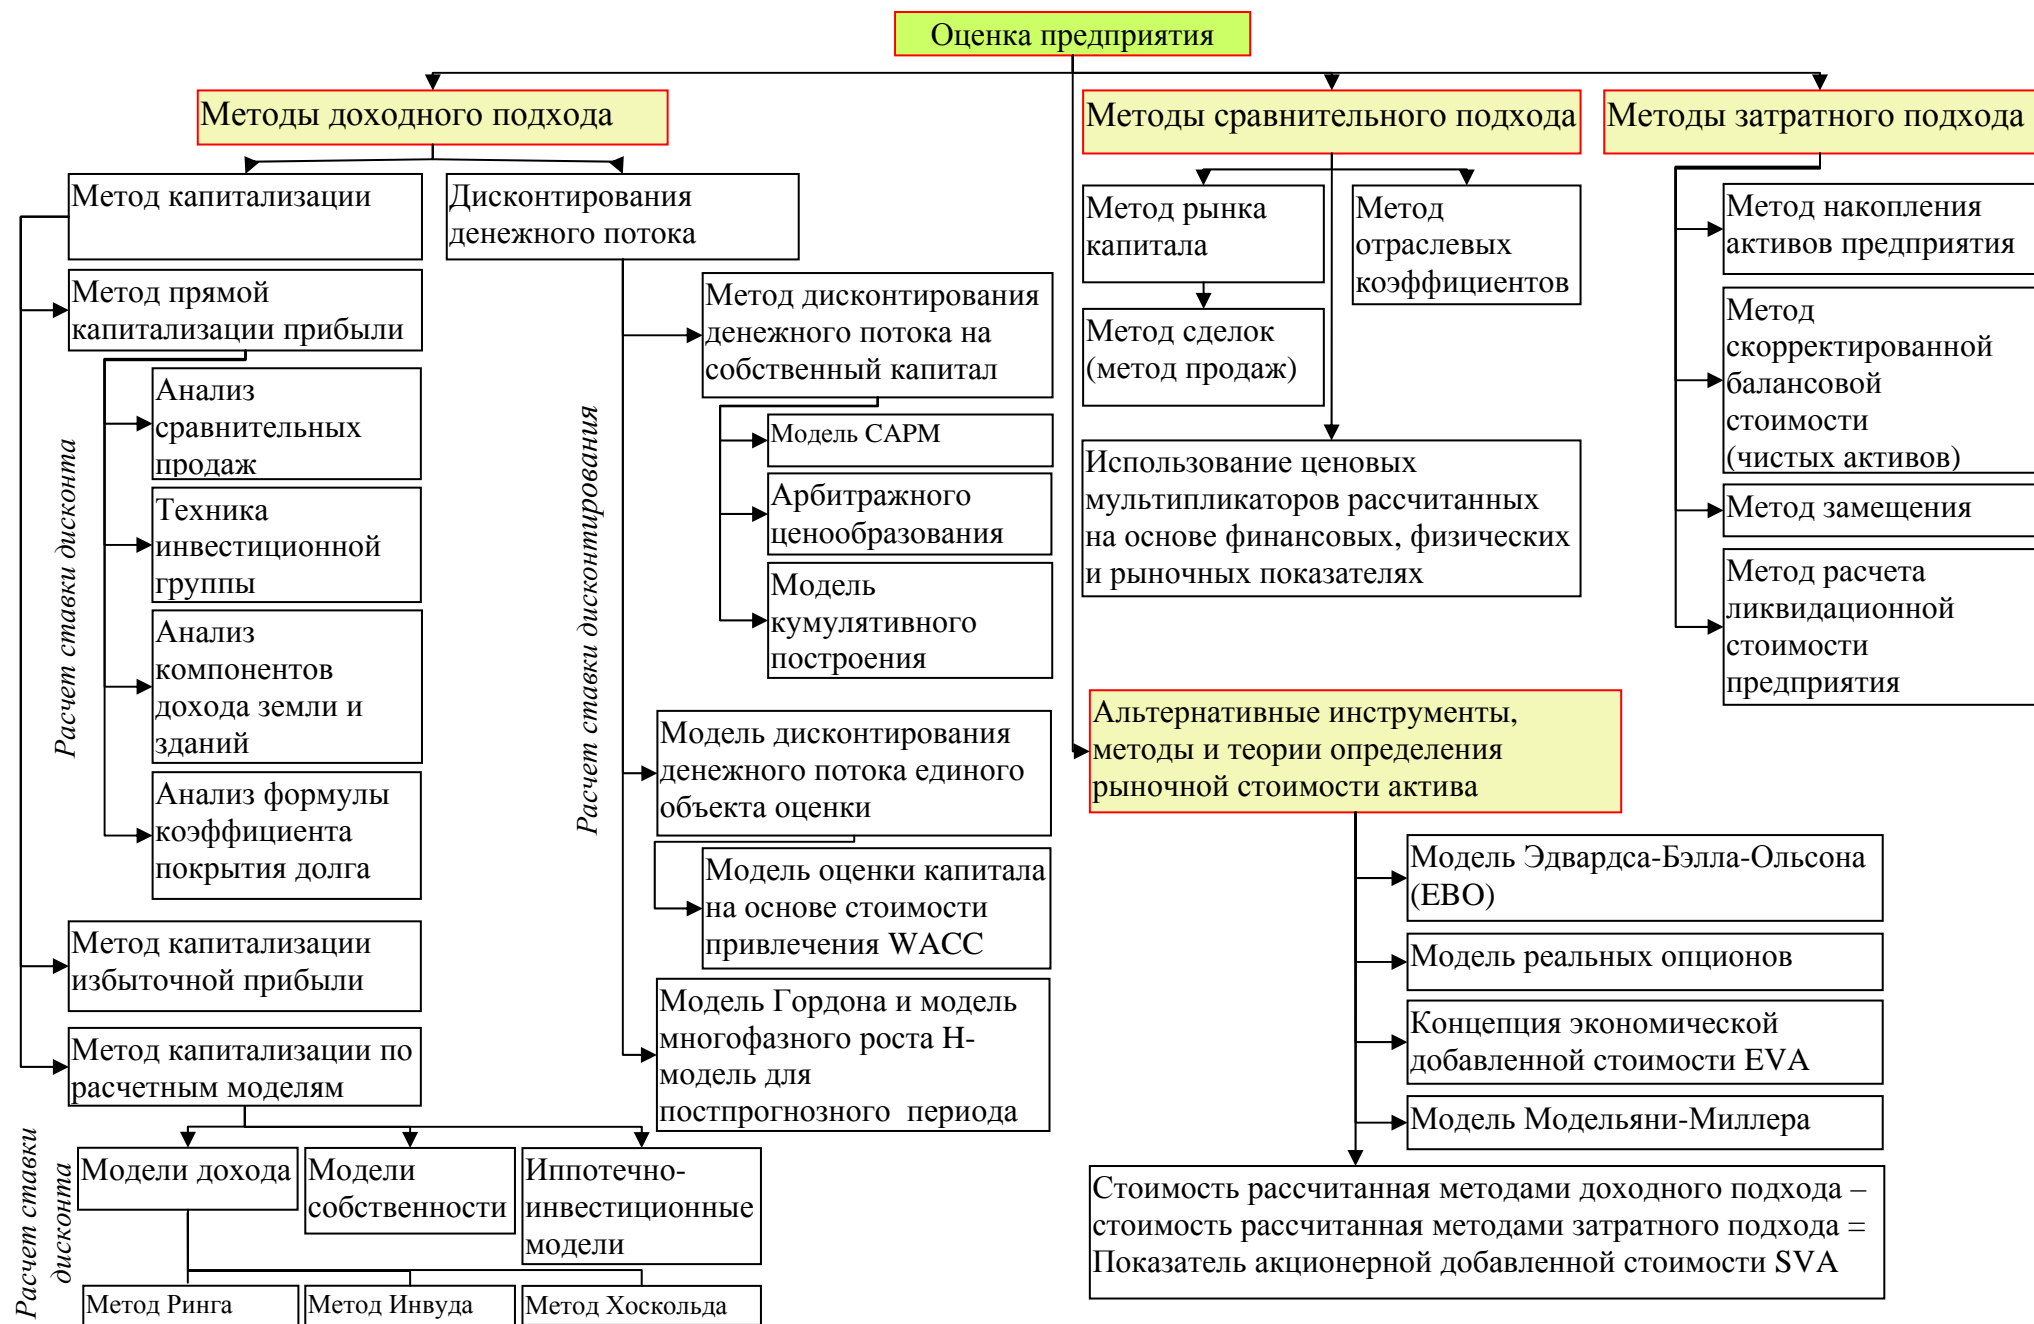 Оценка предприятия
Методы доходного подхода
Методы сравнительного подхода
Методы затратного подхода
Метод капитализации
Дисконтирования
денежного потока
Метод прямой
капитализации прибыли
Расчет ставки дисконта
Анализ
сравнительных
продаж
Техника
инвестиционной
группы
Анализ
компонентов
дохода земли и
зданий
Анализ формулы
коэффициента
покрытия долга
Метод капитализации
избыточной прибыли
Метод капитализации по
расчетным моделям
Расчет ставки
дисконта
Модели дохода
Модели
собственности
Иппотечно-
инвестиционные
модели
Метод Ринга
Метод Инвуда
Метод Хоскольда
Расчет ставки дисконтирования
Метод дисконтирования
денежного потока на
собственный капитал
Модель CAPM
Арбитражного
ценообразования
Модель
кумулятивного
построения
Модель дисконтирования
денежного потока единого
объекта оценки
Модель оценки капитала
на основе стоимости
привлечения WACC
Модель Гордона и модель
многофазного роста H-
модель для
постпрогнозного периода
Метод рынка
капитала
Метод
отраслевых
коэффициентов
Метод сделок
(метод продаж)
Использование ценовых
мультипликаторов рассчитанных
на основе финансовых, физических
и рыночных показателях
Метод накопления
активов предприятия
Метод
скорректированной
балансовой
стоимости
(чистых активов)
Метод замещения
Метод расчета
ликвидационной
стоимости
предприятия
Альтернативные инструменты,
методы и теории определения
рыночной стоимости актива
Модель Эдвардса-Бэлла-Ольсона
(EBO)
Модель реальных опционов
Концепция экономической
добавленной стоимости EVA
Модель Модельяни-Миллера
Стоимость рассчитанная методами доходного подхода –
стоимость рассчитанная методами затратного подхода =
Показатель акционерной добавленной стоимости SVA